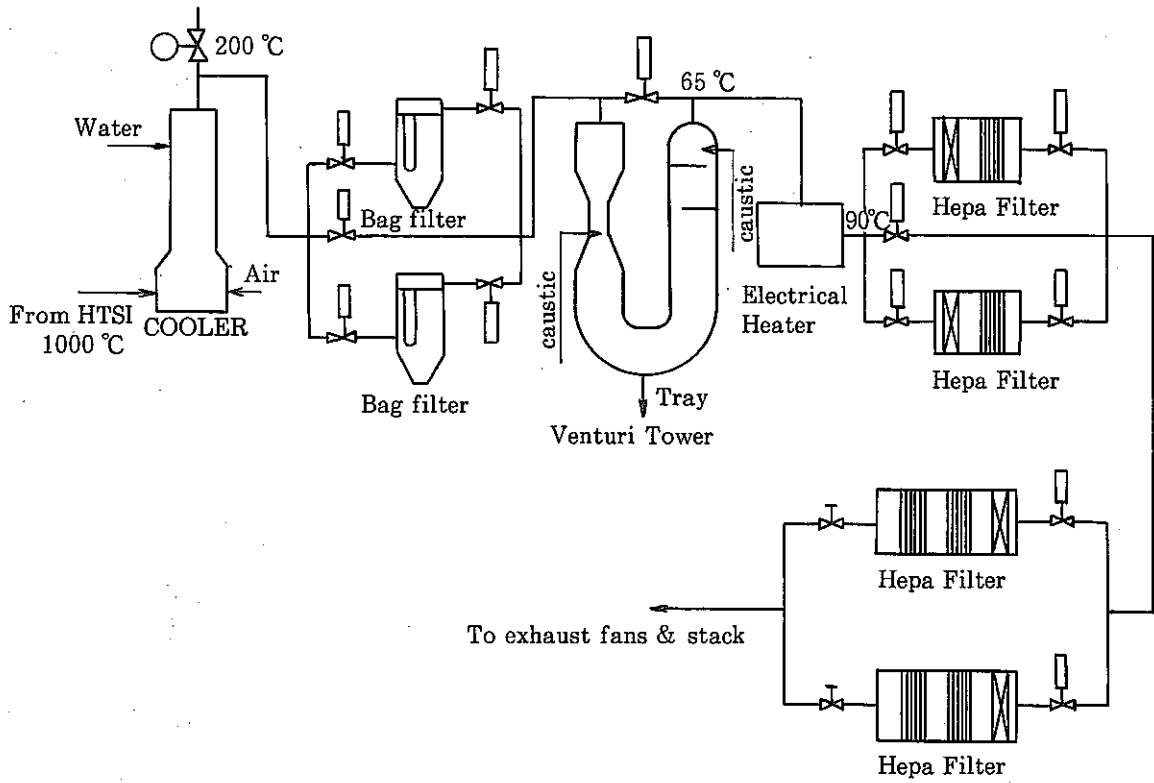 200 °C
Water
Air
From HTSI
1000 °C
COOLER
Bag filter
Bag filter
65 °C
caustic
caustic
Tray
Venturi Tower
90°C
Electrical
Heater
Hepa Filter
Hepa Filter
Hepa Filter
To exhaust fans & stack
Hepa Filter